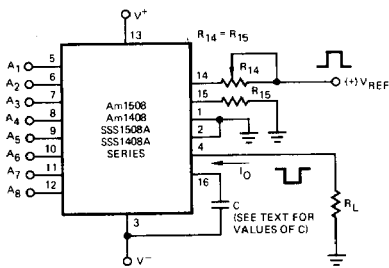 V+
13
R14 = R15
A1 5
A2 6
A3 7
A4 8
A5 9
A6 10
A7 11
A8 12
Am1508
Am1408
SSS1508A
SSS1408A
SERIES
14
R14
(+) VREF
15
R15
1
2
4
IO
16
C
(SEE TEXT FOR
VALUES OF C)
RL
3
V−